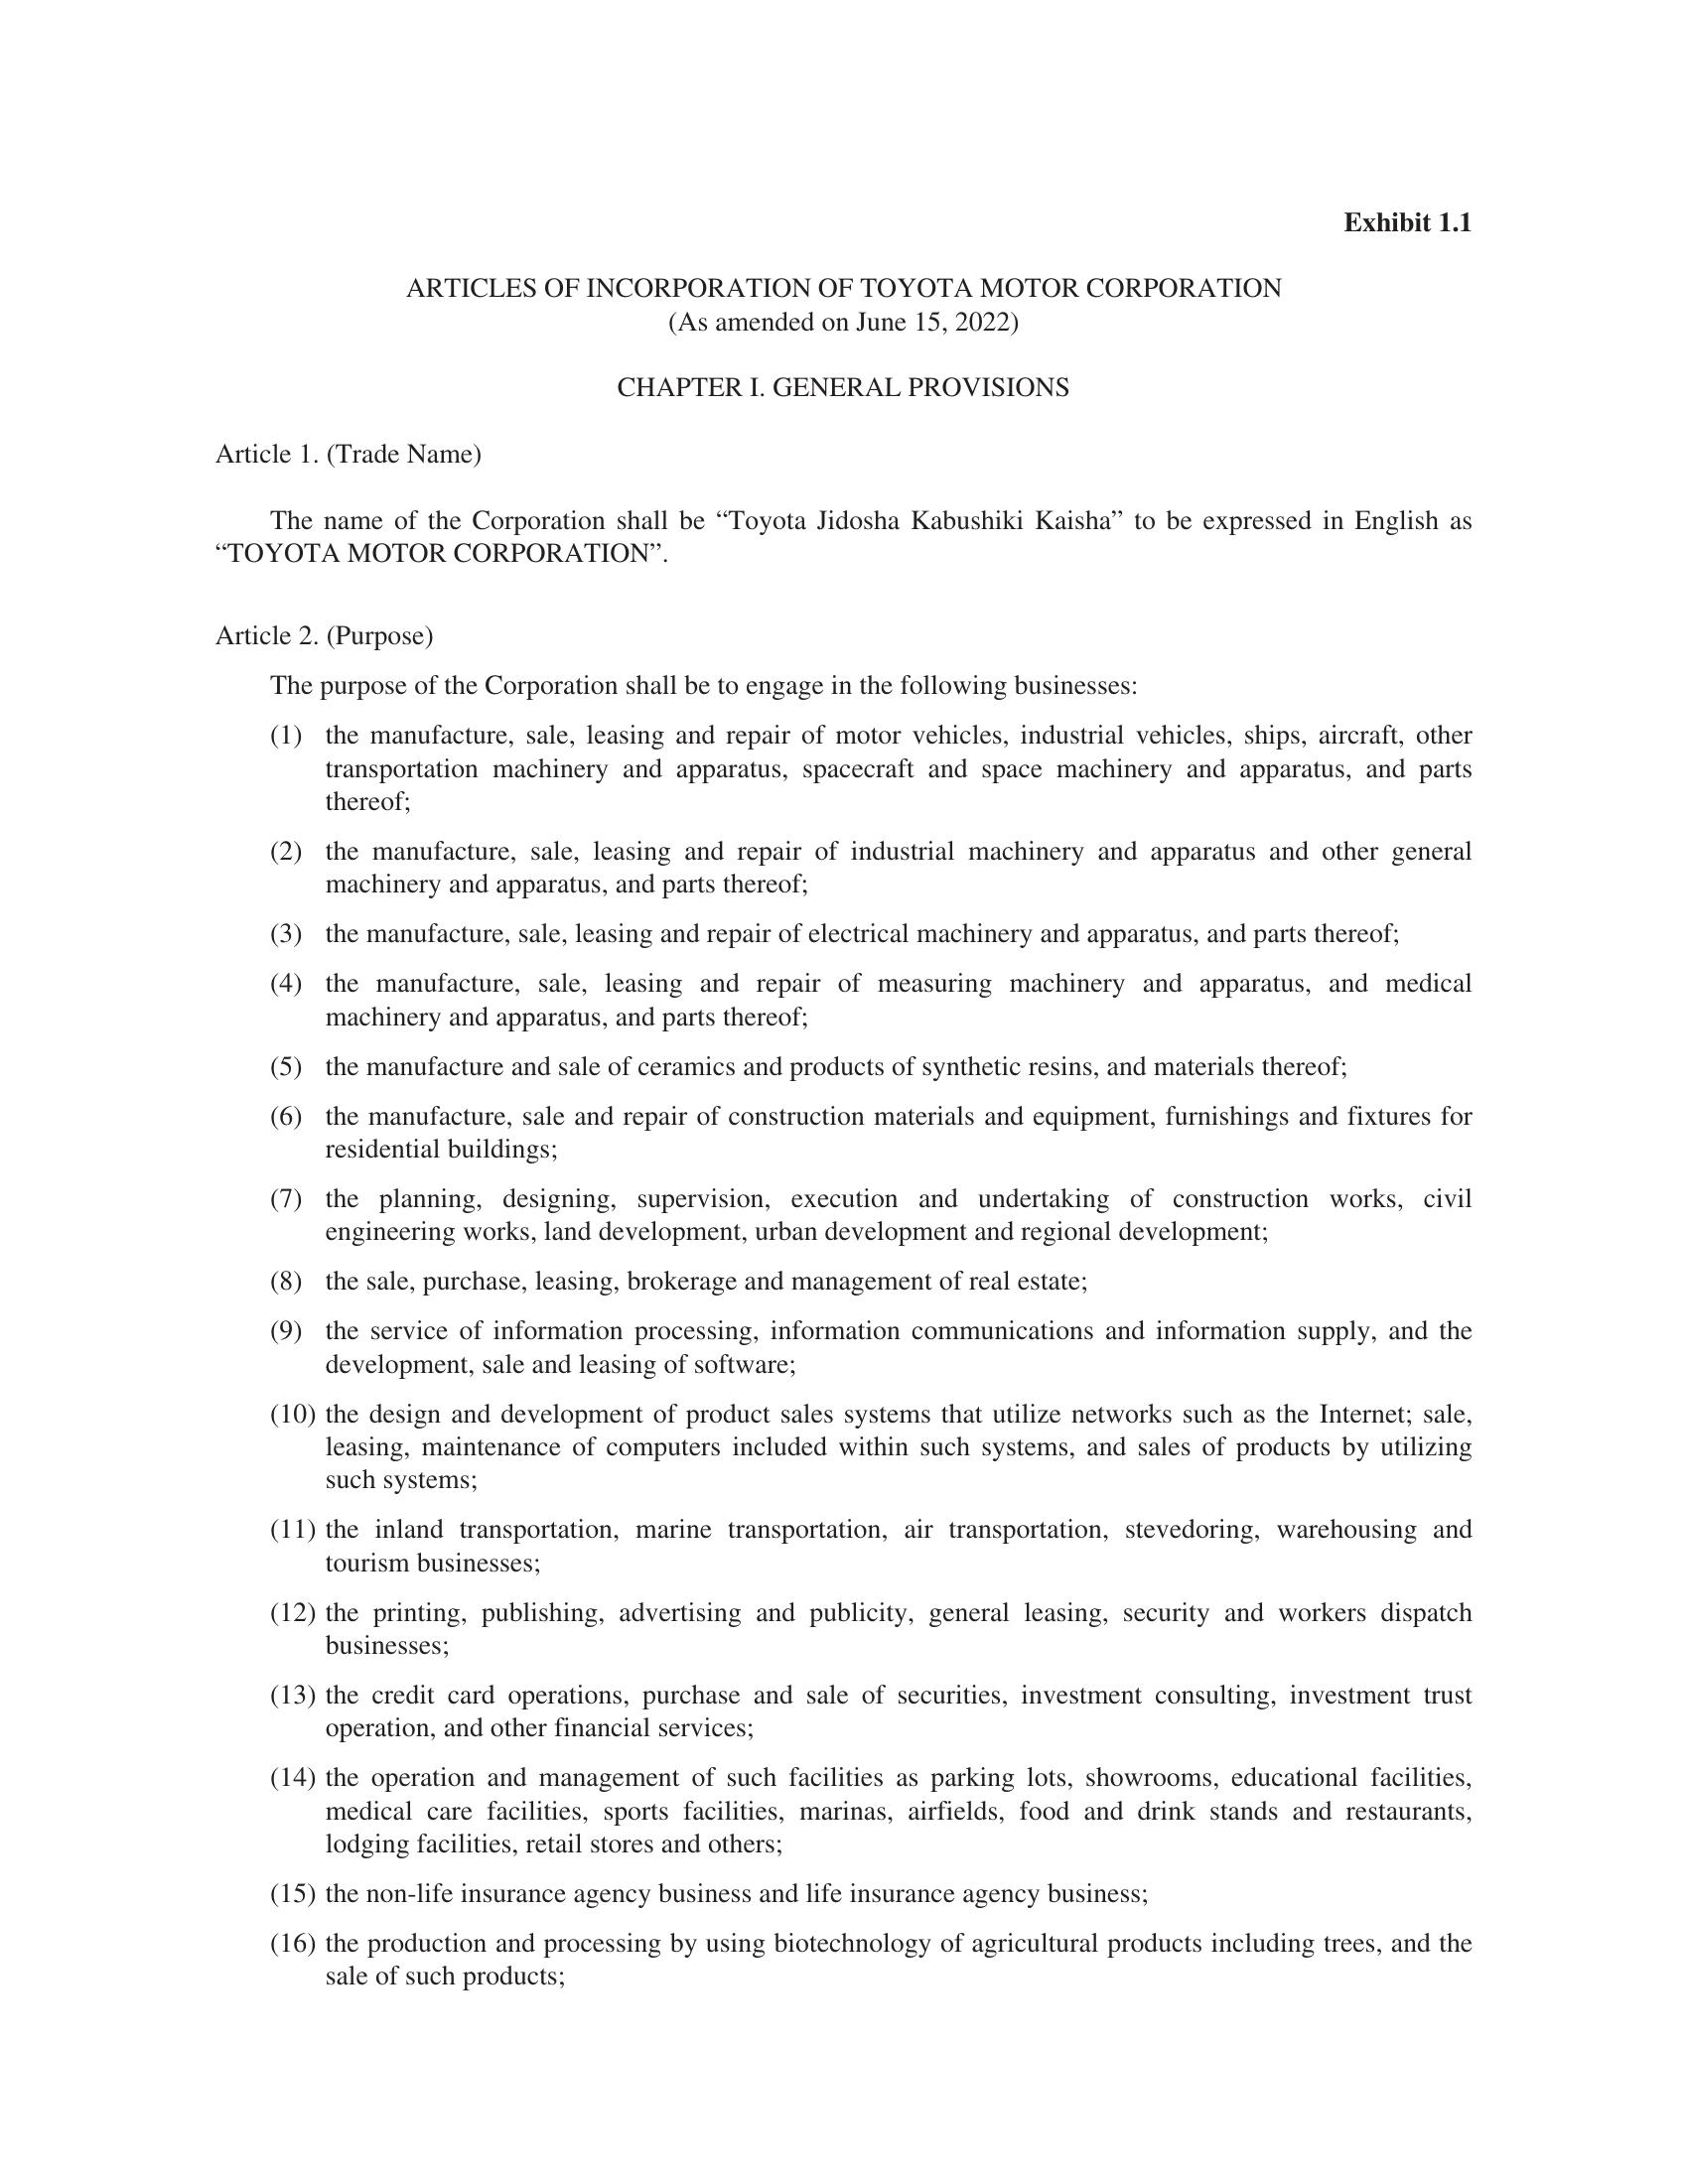 Exhibit 1.1
ARTICLES OF INCORPORATION OF TOYOTA MOTOR CORPORATION
(As amended on June 15, 2022)
CHAPTER I. GENERAL PROVISIONS
Article 1. (Trade Name)
The name of the Corporation shall be “Toyota Jidosha Kabushiki Kaisha” to be expressed in English as
“TOYOTA MOTOR CORPORATION”.
Article 2. (Purpose)
The purpose of the Corporation shall be to engage in the following businesses:
(1) the manufacture, sale, leasing and repair of motor vehicles, industrial vehicles, ships, aircraft, other
transportation machinery and apparatus, spacecraft and space machinery and apparatus, and parts
thereof;
(2) the manufacture, sale, leasing and repair of industrial machinery and apparatus and other general
machinery and apparatus, and parts thereof;
(3) the manufacture, sale, leasing and repair of electrical machinery and apparatus, and parts thereof;
(4) the manufacture, sale, leasing and repair of measuring machinery and apparatus, and medical
machinery and apparatus, and parts thereof;
(5) the manufacture and sale of ceramics and products of synthetic resins, and materials thereof;
(6) the manufacture, sale and repair of construction materials and equipment, furnishings and fixtures for
residential buildings;
(7) the planning, designing, supervision, execution and undertaking of construction works, civil
engineering works, land development, urban development and regional development;
(8) the sale, purchase, leasing, brokerage and management of real estate;
(9) the service of information processing, information communications and information supply, and the
development, sale and leasing of software;
(10) the design and development of product sales systems that utilize networks such as the Internet; sale,
leasing, maintenance of computers included within such systems, and sales of products by utilizing
such systems;
(11) the inland transportation, marine transportation, air transportation, stevedoring, warehousing and
tourism businesses;
(12) the printing, publishing, advertising and publicity, general leasing, security and workers dispatch
businesses;
(13) the credit card operations, purchase and sale of securities, investment consulting, investment trust
operation, and other financial services;
(14) the operation and management of such facilities as parking lots, showrooms, educational facilities,
medical care facilities, sports facilities, marinas, airfields, food and drink stands and restaurants,
lodging facilities, retail stores and others;
(15) the non-life insurance agency business and life insurance agency business;
(16) the production and processing by using biotechnology of agricultural products including trees, and the
sale of such products;